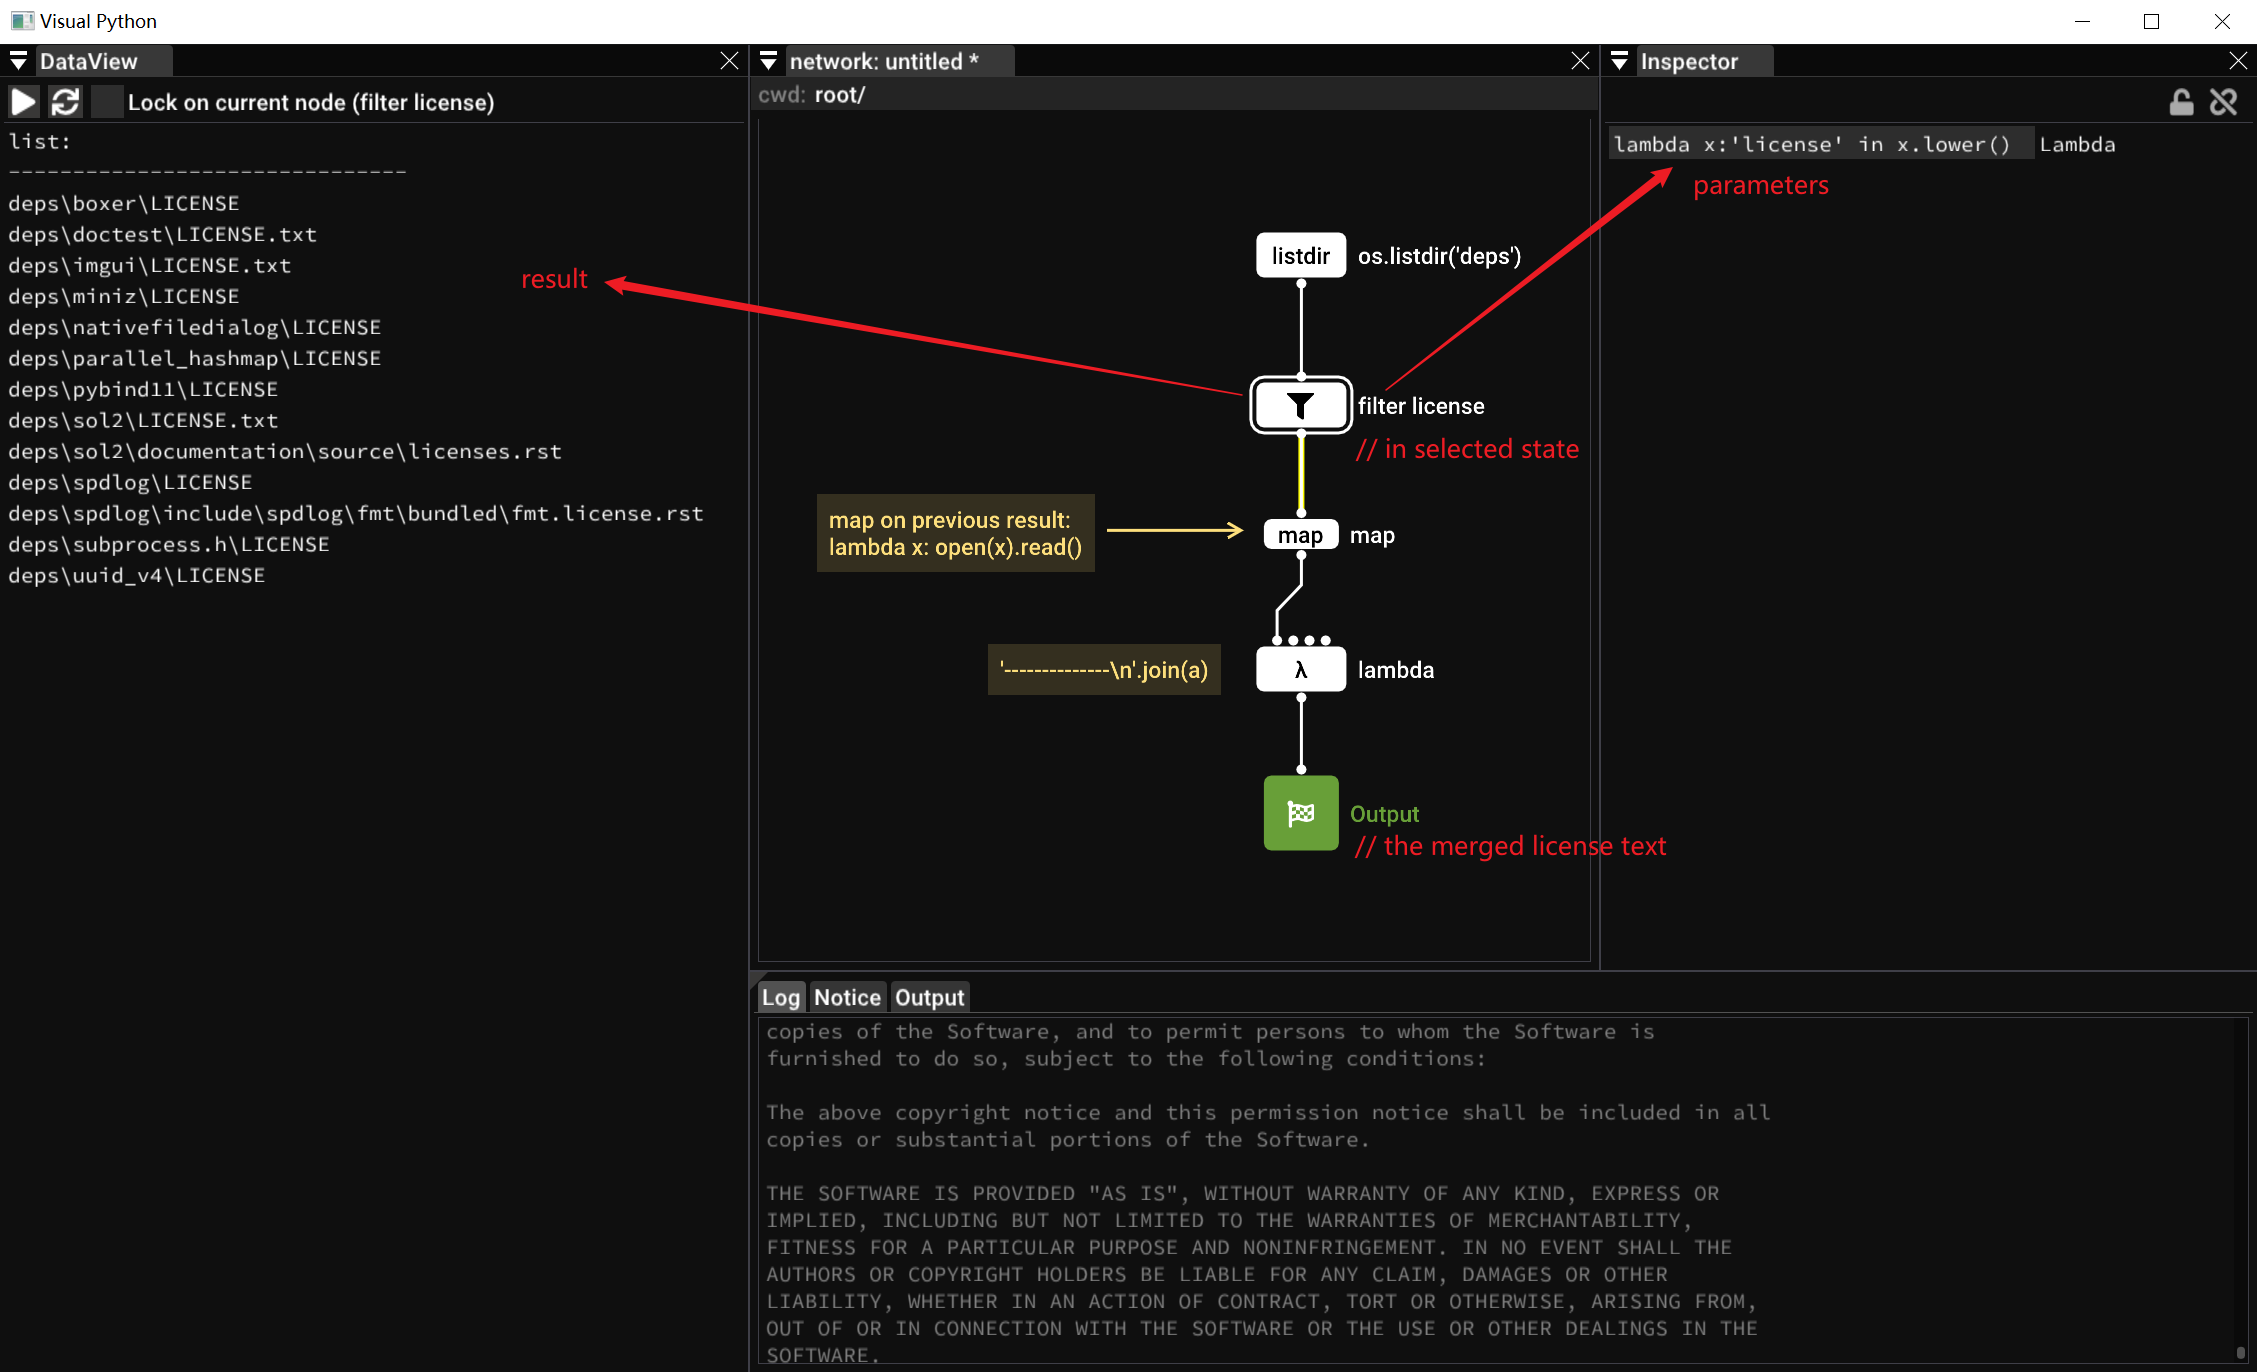 Visual Python
DataView
Lock on current node (filter license)
list:
-------------------------------
deps\boxer\LICENSE
deps\doctest\LICENSE.txt
deps\imgui\LICENSE.txt
deps\miniz\LICENSE
deps\nativefiledialog\LICENSE
deps\parallel_hashmap\LICENSE
deps\pybind11\LICENSE
deps\sol2\LICENSE.txt
deps\sol2\documentation\source\licenses.rst
deps\spdlog\LICENSE
deps\spdlog\include\spdlog\fmt\bundled\fmt.license.rst
deps\subprocess.h\LICENSE
deps\uuid_v4\LICENSE
result
network: untitled *
cwd: root/
listdir os.listdir('deps')
filter license
// in selected state
map on previous result:
lambda x: open(x).read()
map map
'--------------\n'.join(a)
λ lambda
Output
// the merged license text
Inspector
lambda x:'license' in x.lower() Lambda
parameters
Log Notice Output
copies of the Software, and to permit persons to whom the Software is
furnished to do so, subject to the following conditions:
The above copyright notice and this permission notice shall be included in all
copies or substantial portions of the Software.
THE SOFTWARE IS PROVIDED "AS IS", WITHOUT WARRANTY OF ANY KIND, EXPRESS OR
IMPLIED, INCLUDING BUT NOT LIMITED TO THE WARRANTIES OF MERCHANTABILITY,
FITNESS FOR A PARTICULAR PURPOSE AND NONINFRINGEMENT. IN NO EVENT SHALL THE
AUTHORS OR COPYRIGHT HOLDERS BE LIABLE FOR ANY CLAIM, DAMAGES OR OTHER
LIABILITY, WHETHER IN AN ACTION OF CONTRACT, TORT OR OTHERWISE, ARISING FROM,
OUT OF OR IN CONNECTION WITH THE SOFTWARE OR THE USE OR OTHER DEALINGS IN THE
SOFTWARE.